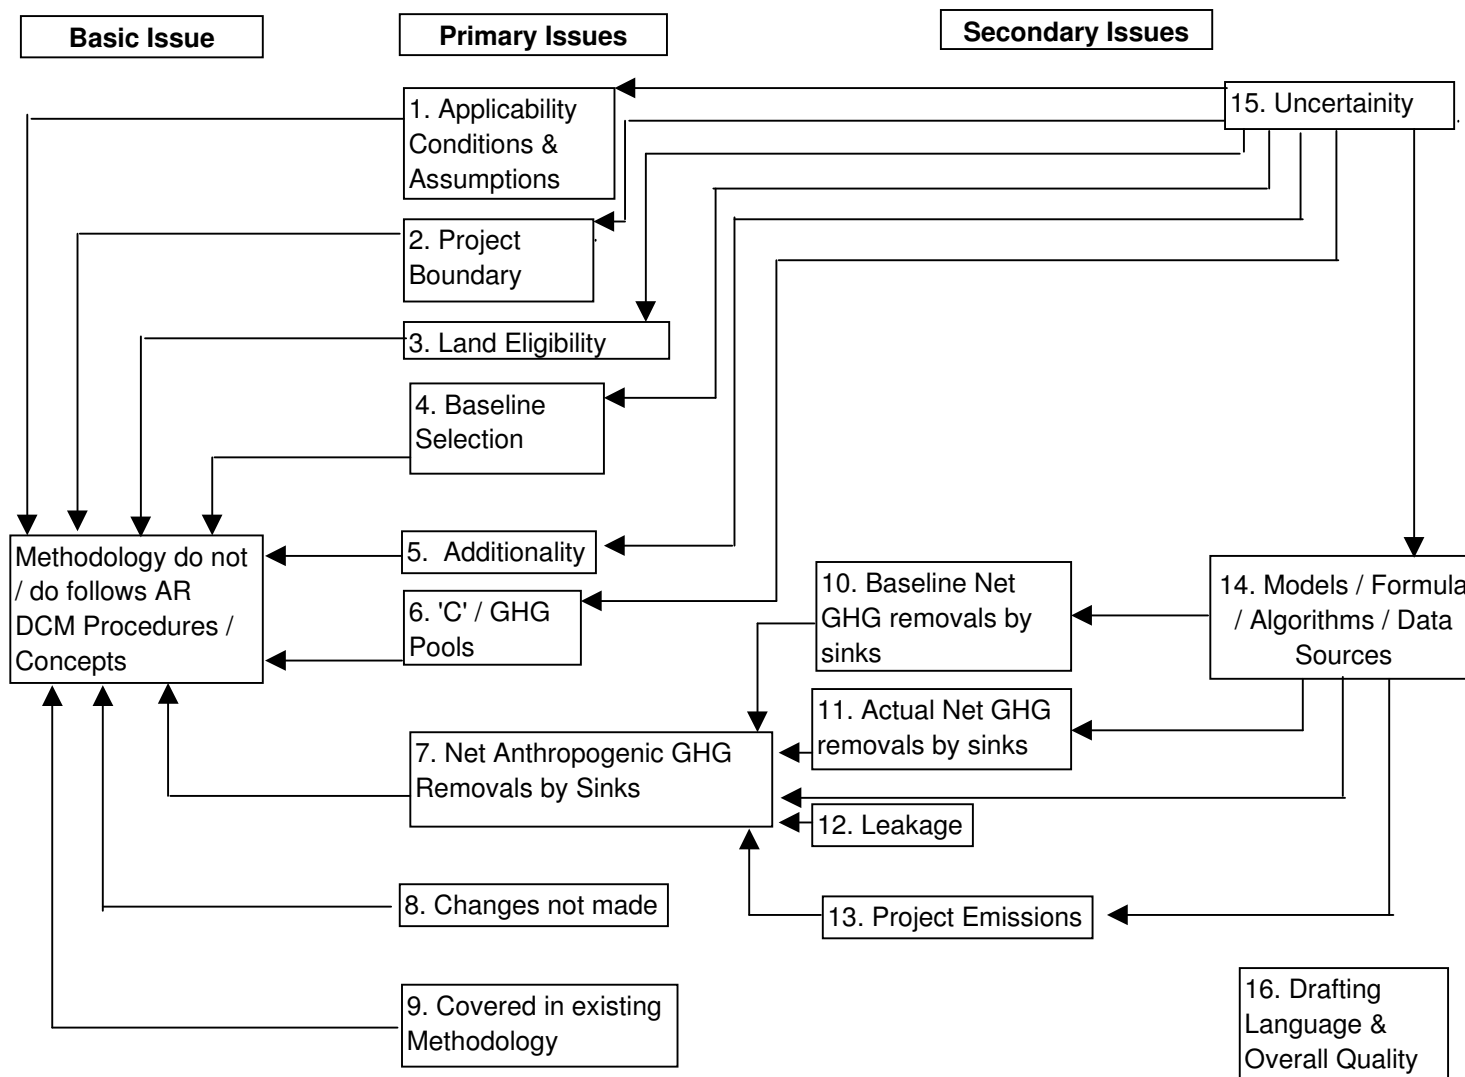 Basic Issue
Primary Issues
Secondary Issues
1. Applicability
Conditions &
Assumptions
15. Uncertainity
2. Project
Boundary
3. Land Eligibility
4. Baseline
Selection
Methodology do not
/ do follows AR
DCM Procedures /
Concepts
5. Additionality
6. 'C' / GHG
Pools
10. Baseline Net
GHG removals by
sinks
14. Models / Formula
/ Algorithms / Data
Sources
11. Actual Net GHG
removals by sinks
7. Net Anthropogenic GHG
Removals by Sinks
12. Leakage
8. Changes not made
13. Project Emissions
9. Covered in existing
Methodology
16. Drafting
Language &
Overall Quality